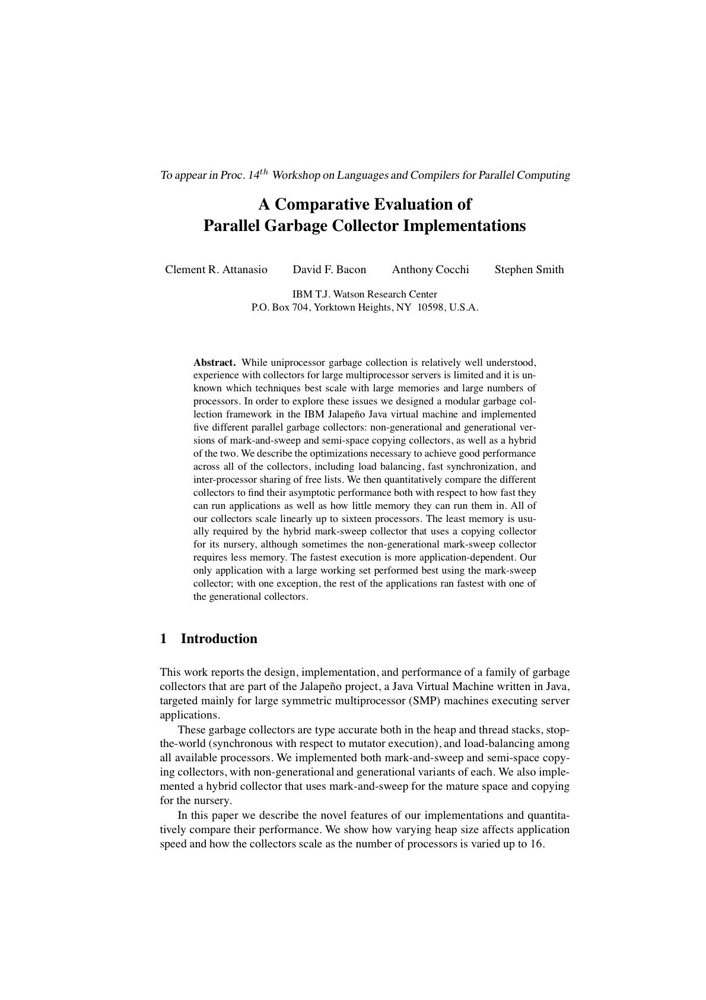 To appear in Proc. 14th Workshop on Languages and Compilers for Parallel Computing
A Comparative Evaluation of
Parallel Garbage Collector Implementations
Clement R. Attanasio David F. Bacon Anthony Cocchi Stephen Smith
IBM T.J. Watson Research Center
P.O. Box 704, Yorktown Heights, NY 10598, U.S.A.
Abstract. While uniprocessor garbage collection is relatively well understood,
experience with collectors for large multiprocessor servers is limited and it is un-
known which techniques best scale with large memories and large numbers of
processors. In order to explore these issues we designed a modular garbage col-
lection framework in the IBM Jalapeño Java virtual machine and implemented
five different parallel garbage collectors: non-generational and generational ver-
sions of mark-and-sweep and semi-space copying collectors, as well as a hybrid
of the two. We describe the optimizations necessary to achieve good performance
across all of the collectors, including load balancing, fast synchronization, and
inter-processor sharing of free lists. We then quantitatively compare the different
collectors to find their asymptotic performance both with respect to how fast they
can run applications as well as how little memory they can run them in. All of
our collectors scale linearly up to sixteen processors. The least memory is usu-
ally required by the hybrid mark-sweep collector that uses a copying collector
for its nursery, although sometimes the non-generational mark-sweep collector
requires less memory. The fastest execution is more application-dependent. Our
only application with a large working set performed best using the mark-sweep
collector; with one exception, the rest of the applications ran fastest with one of
the generational collectors.
1 Introduction
This work reports the design, implementation, and performance of a family of garbage
collectors that are part of the Jalapeño project, a Java Virtual Machine written in Java,
targeted mainly for large symmetric multiprocessor (SMP) machines executing server
applications.
These garbage collectors are type accurate both in the heap and thread stacks, stop-
the-world (synchronous with respect to mutator execution), and load-balancing among
all available processors. We implemented both mark-and-sweep and semi-space copy-
ing collectors, with non-generational and generational variants of each. We also imple-
mented a hybrid collector that uses mark-and-sweep for the mature space and copying
for the nursery.
In this paper we describe the novel features of our implementations and quantita-
tively compare their performance. We show how varying heap size affects application
speed and how the collectors scale as the number of processors is varied up to 16.